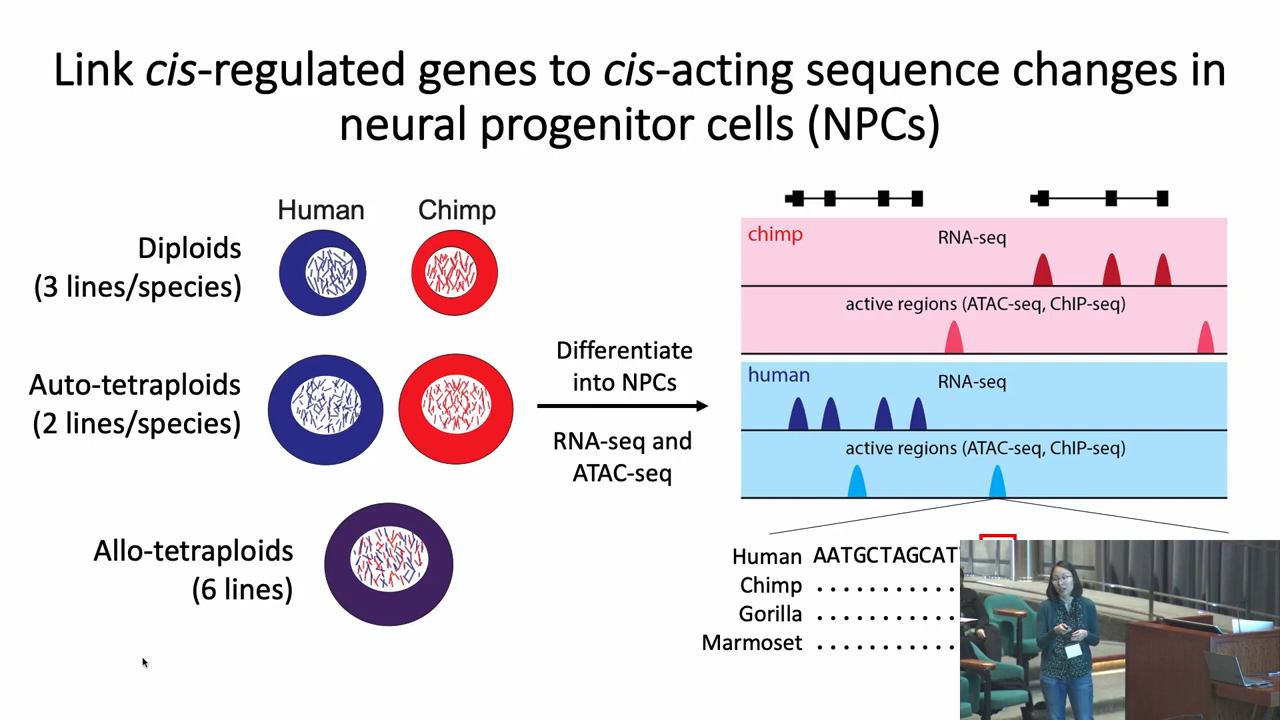 Link cis-regulated genes to cis-acting sequence changes in
neural progenitor cells (NPCs)
Human
Chimp
Diploids
(3 lines/species)
Auto-tetraploids
(2 lines/species)
Allo-tetraploids
(6 lines)
Differentiate
into NPCs
RNA-seq and
ATAC-seq
chimp
RNA-seq
active regions (ATAC-seq, ChIP-seq)
human
RNA-seq
active regions (ATAC-seq, ChIP-seq)
Human AATGCTAGCAT
Chimp ..........
Gorilla ..........
Marmoset ..........